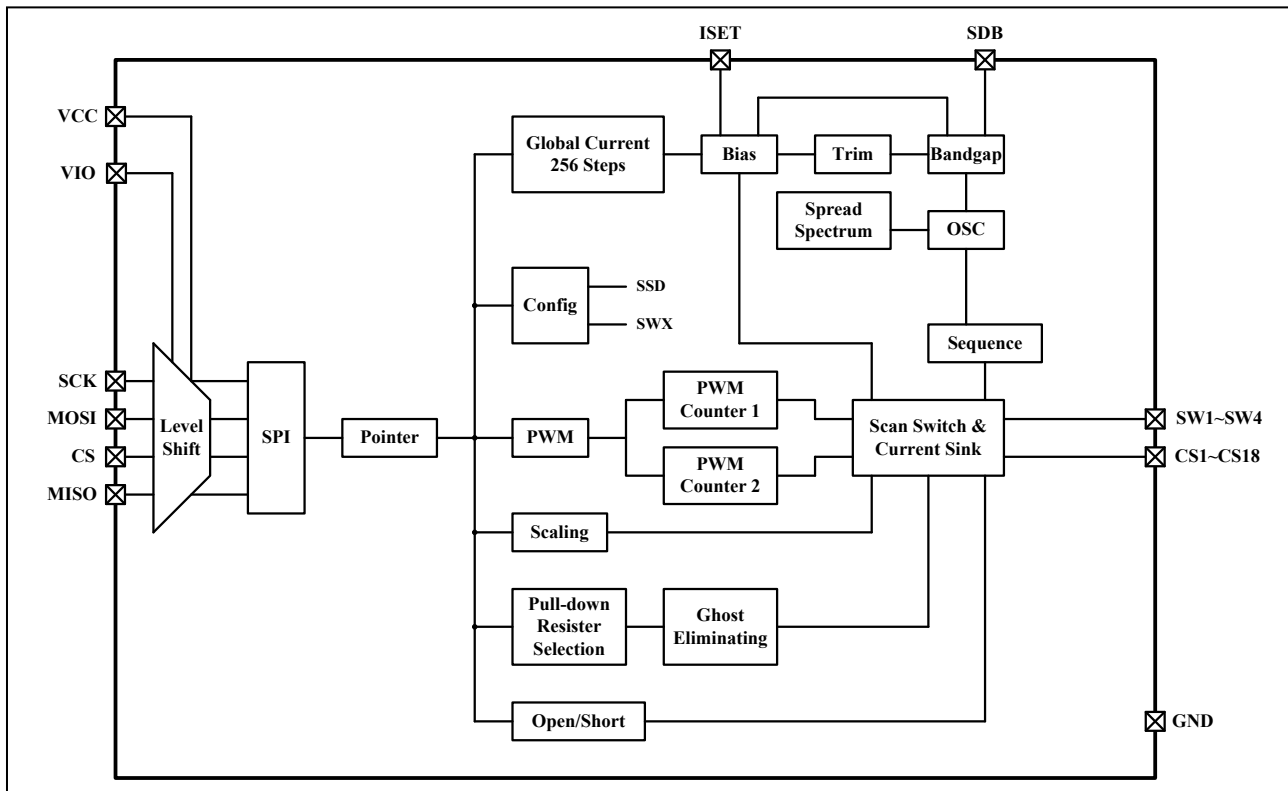 ISET
SDB
VCC
VIO
Global Current
256 Steps
Bias
Trim
Bandgap
Spread
Spectrum
OSC
Config
SSD
SWX
Sequence
SCK
MOSI
CS
MISO
Level
Shift
SPI
Pointer
PWM
PWM
Counter 1
PWM
Counter 2
Scan Switch &
Current Sink
SW1~SW4
CS1~CS18
Scaling
Pull-down
Resister
Selection
Ghost
Eliminating
Open/Short
GND